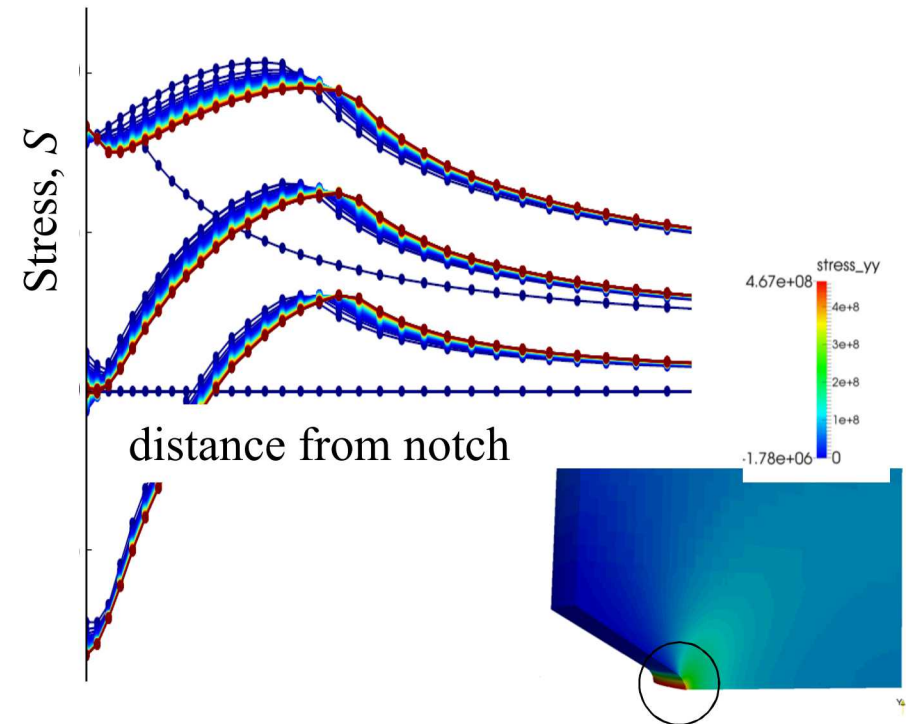 Stress, S
distance from notch
stress_yy
4.67e+08
4e+8
3e+8
2e+8
1e+8
-1.78e+06
0
Y